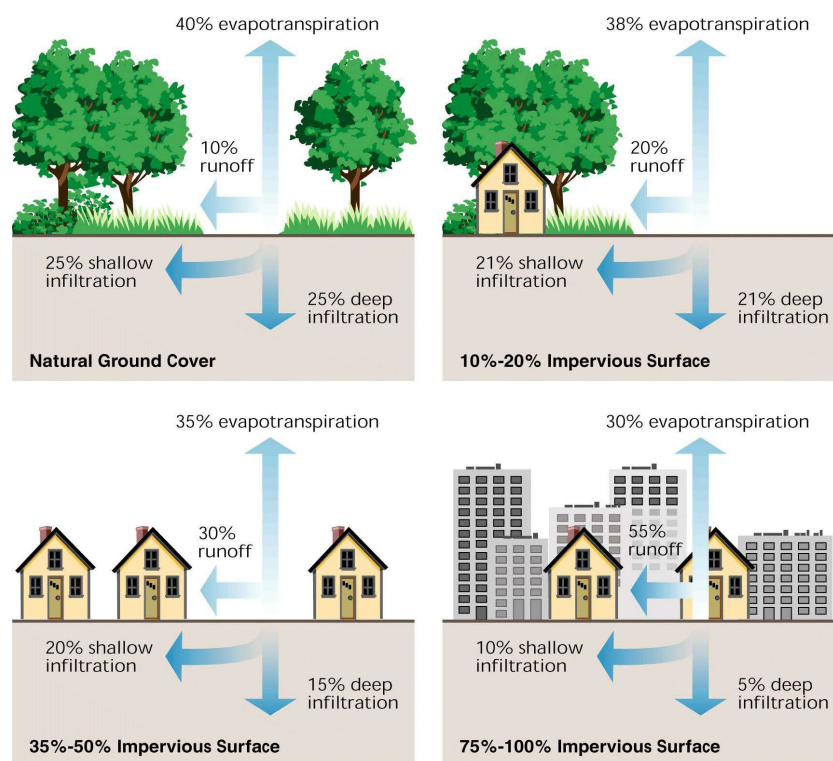 40% evapotranspiration
10%
runoff
25% shallow
infiltration
25% deep
infiltration
Natural Ground Cover
38% evapotranspiration
20%
runoff
21% shallow
infiltration
21% deep
infiltration
10%-20% Impervious Surface
35% evapotranspiration
30%
runoff
20% shallow
infiltration
15% deep
infiltration
35%-50% Impervious Surface
30% evapotranspiration
55%
runoff
10% shallow
infiltration
5% deep
infiltration
75%-100% Impervious Surface